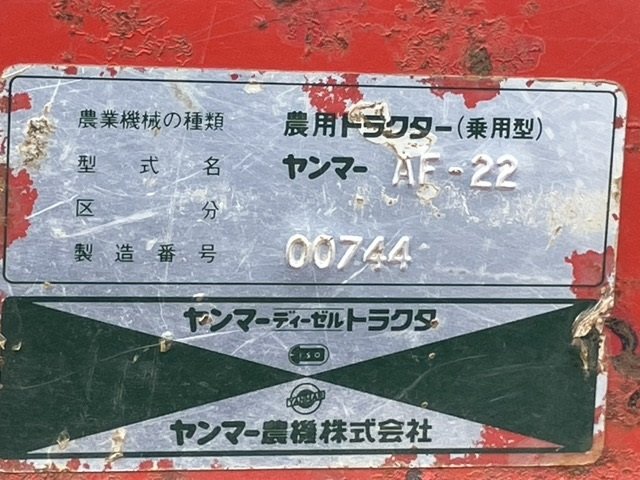 農業機械の種類 農用トラクター(乗用型)
型式名 ヤンマー AF-22
区分
製造番号 00744
ヤンマーディーゼルトラクタ
ISO
YANMAR
ヤンマー農機株式会社